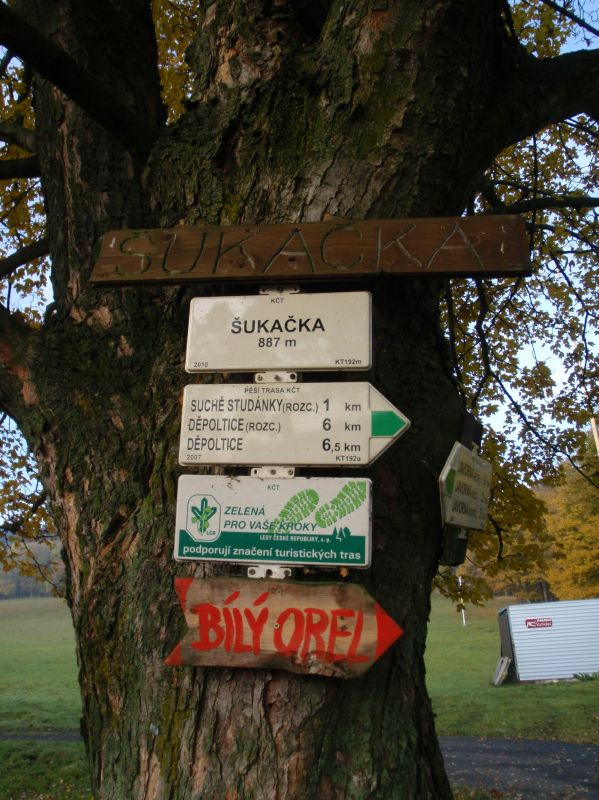 ŠUKAČKA
KČT
ŠUKAČKA
887 m
2010 KT192m
PĚŠÍ TRASA KČT
SUCHÉ STUDÁNKY (ROZC.) 1 km
DĚPOLTICE (ROZC.) 6 km
DĚPOLTICE 6,5 km
2007 KT192a
KČT
ZELENÁ
PRO VAŠE KROKY
LČR
LESY ČESKÉ REPUBLIKY, s. p.
podporují značení turistických tras
BÍLÝ OREL